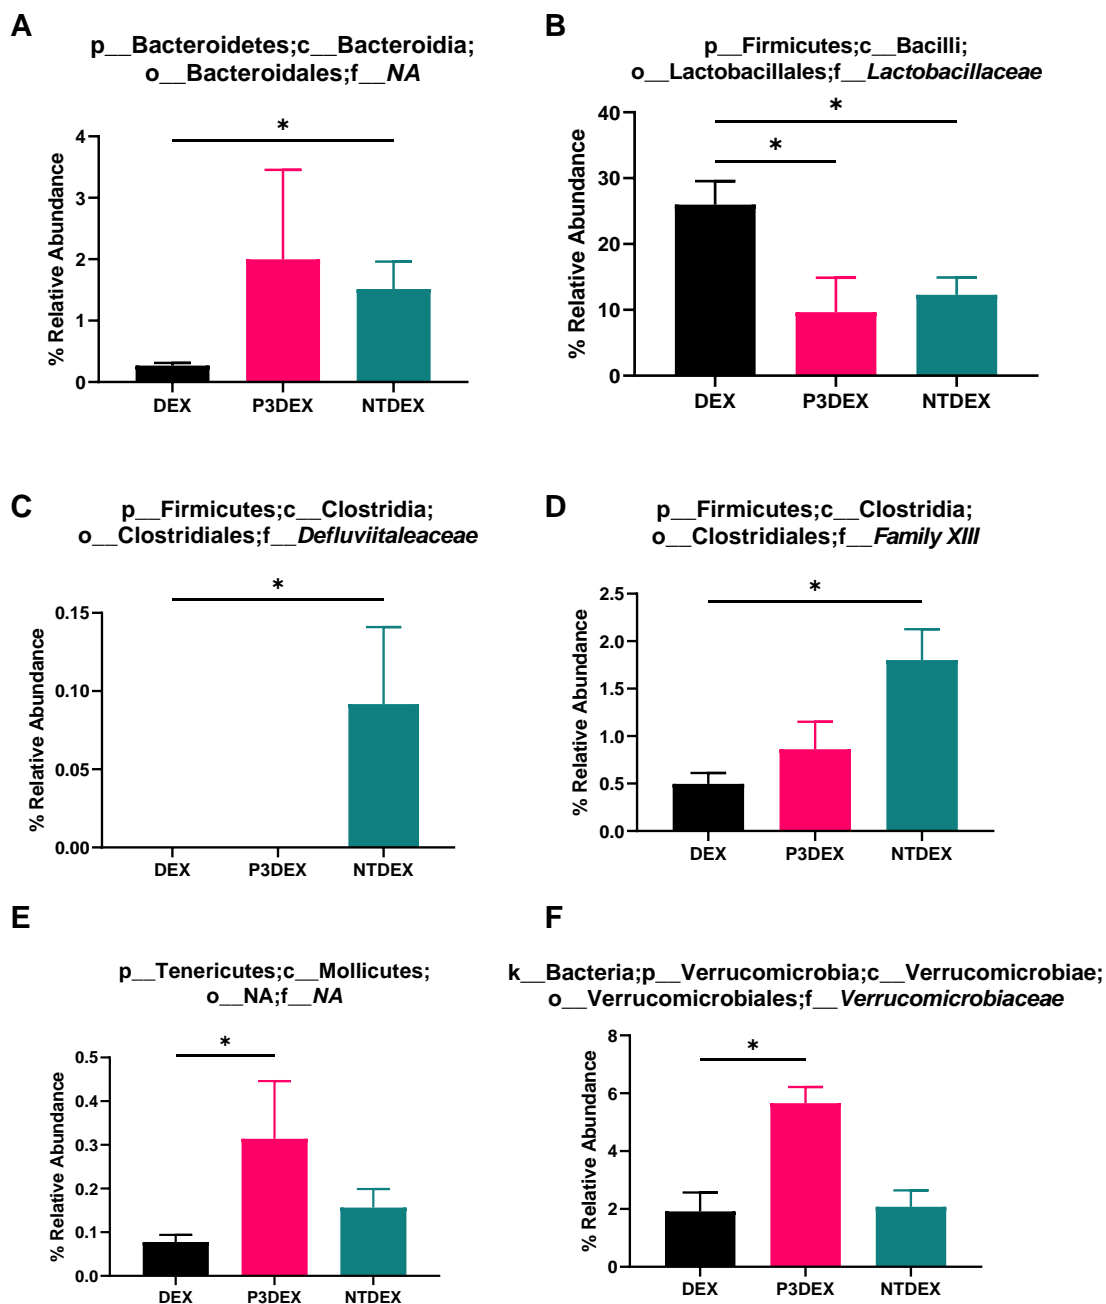 A
p__Bacteroidetes;c__Bacteroidia;
o__Bacteroidales;f__NA
*
% Relative Abundance
4
3
2
1
0
DEX P3DEX NTDEX
B
p__Firmicutes;c__Bacilli;
o__Lactobacillales;f__Lactobacillaceae
*
*
% Relative Abundance
40
30
20
10
0
DEX P3DEX NTDEX
C
p__Firmicutes;c__Clostridia;
o__Clostridiales;f__Defluviitaleaceae
*
% Relative Abundance
0.15
0.10
0.05
0.00
DEX P3DEX NTDEX
D
p__Firmicutes;c__Clostridia;
o__Clostridiales;f__Family XIII
*
% Relative Abundance
2.5
2.0
1.5
1.0
0.5
0.0
DEX P3DEX NTDEX
E
p__Tenericutes;c__Mollicutes;
o__NA;f__NA
*
% Relative Abundance
0.5
0.4
0.3
0.2
0.1
0.0
DEX P3DEX NTDEX
F
k__Bacteria;p__Verrucomicrobia;c__Verrucomicrobiae;
o__Verrucomicrobiales;f__Verrucomicrobiaceae
*
% Relative Abundance
8
6
4
2
0
DEX P3DEX NTDEX